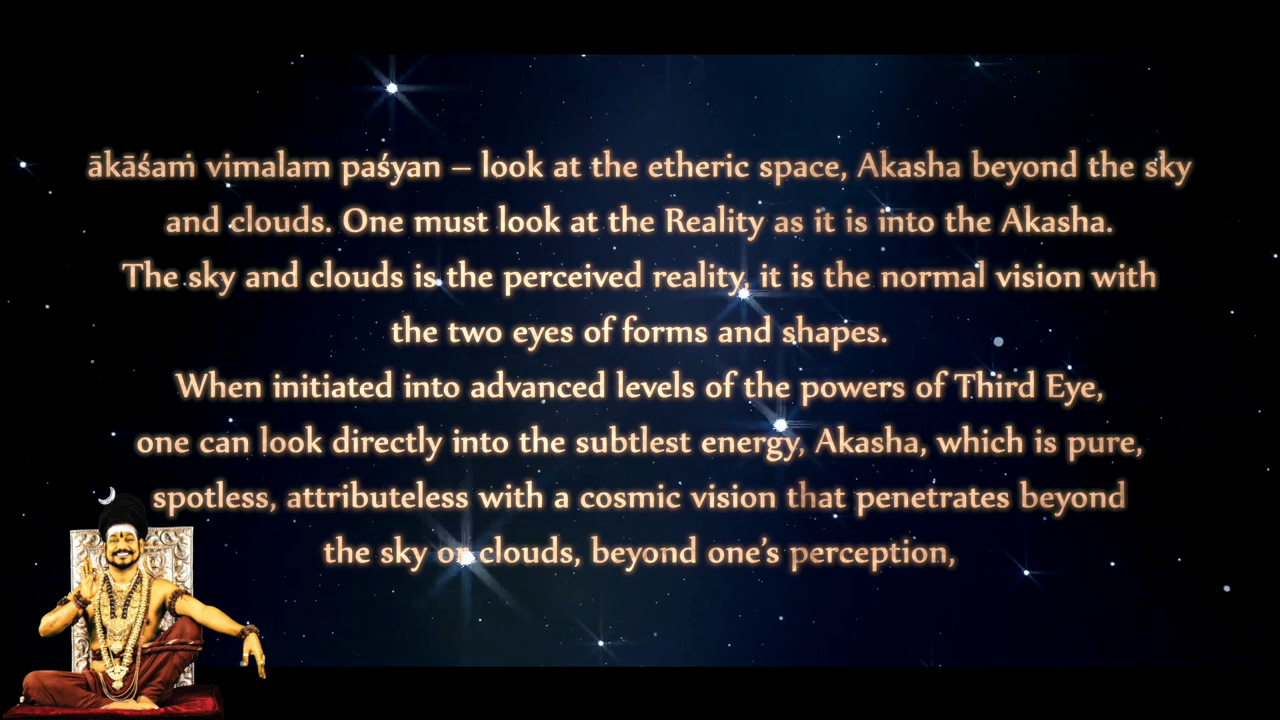 ākāśaṁ vimalam paśyan – look at the etheric space, Akasha beyond the sky
and clouds. One must look at the Reality as it is into the Akasha.
The sky and clouds is the perceived reality, it is the normal vision with
the two eyes of forms and shapes.
When initiated into advanced levels of the powers of Third Eye,
one can look directly into the subtlest energy, Akasha, which is pure,
spotless, attributeless with a cosmic vision that penetrates beyond
the sky or clouds, beyond one’s perception,